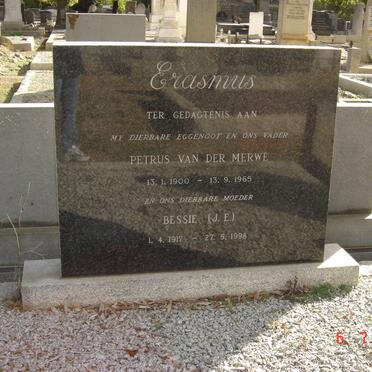 Erasmus
TER GEDAGTENIS AAN
MY DIERBARE EGGENOOT EN ONS VADER
PETRUS VAN DER MERWE
13. 1. 1900 – 13. 9. 1965
EN ONS DIERBARE MOEDER
BESSIE (J. E.)
1. 4. 1917 – 27. 5. 1998